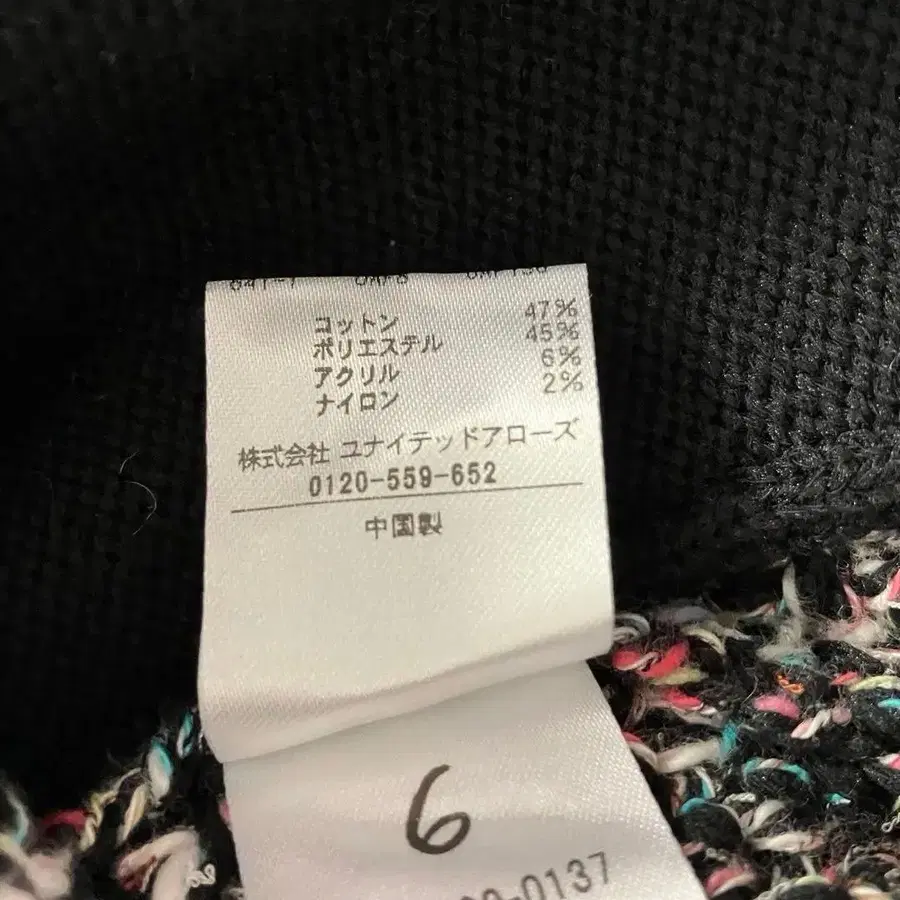 コットン 47%
ポリエステル 45%
アクリル 6%
ナイロン 2%
株式会社 ユナイテッドアローズ
0120-559-652
中国製
6
0137